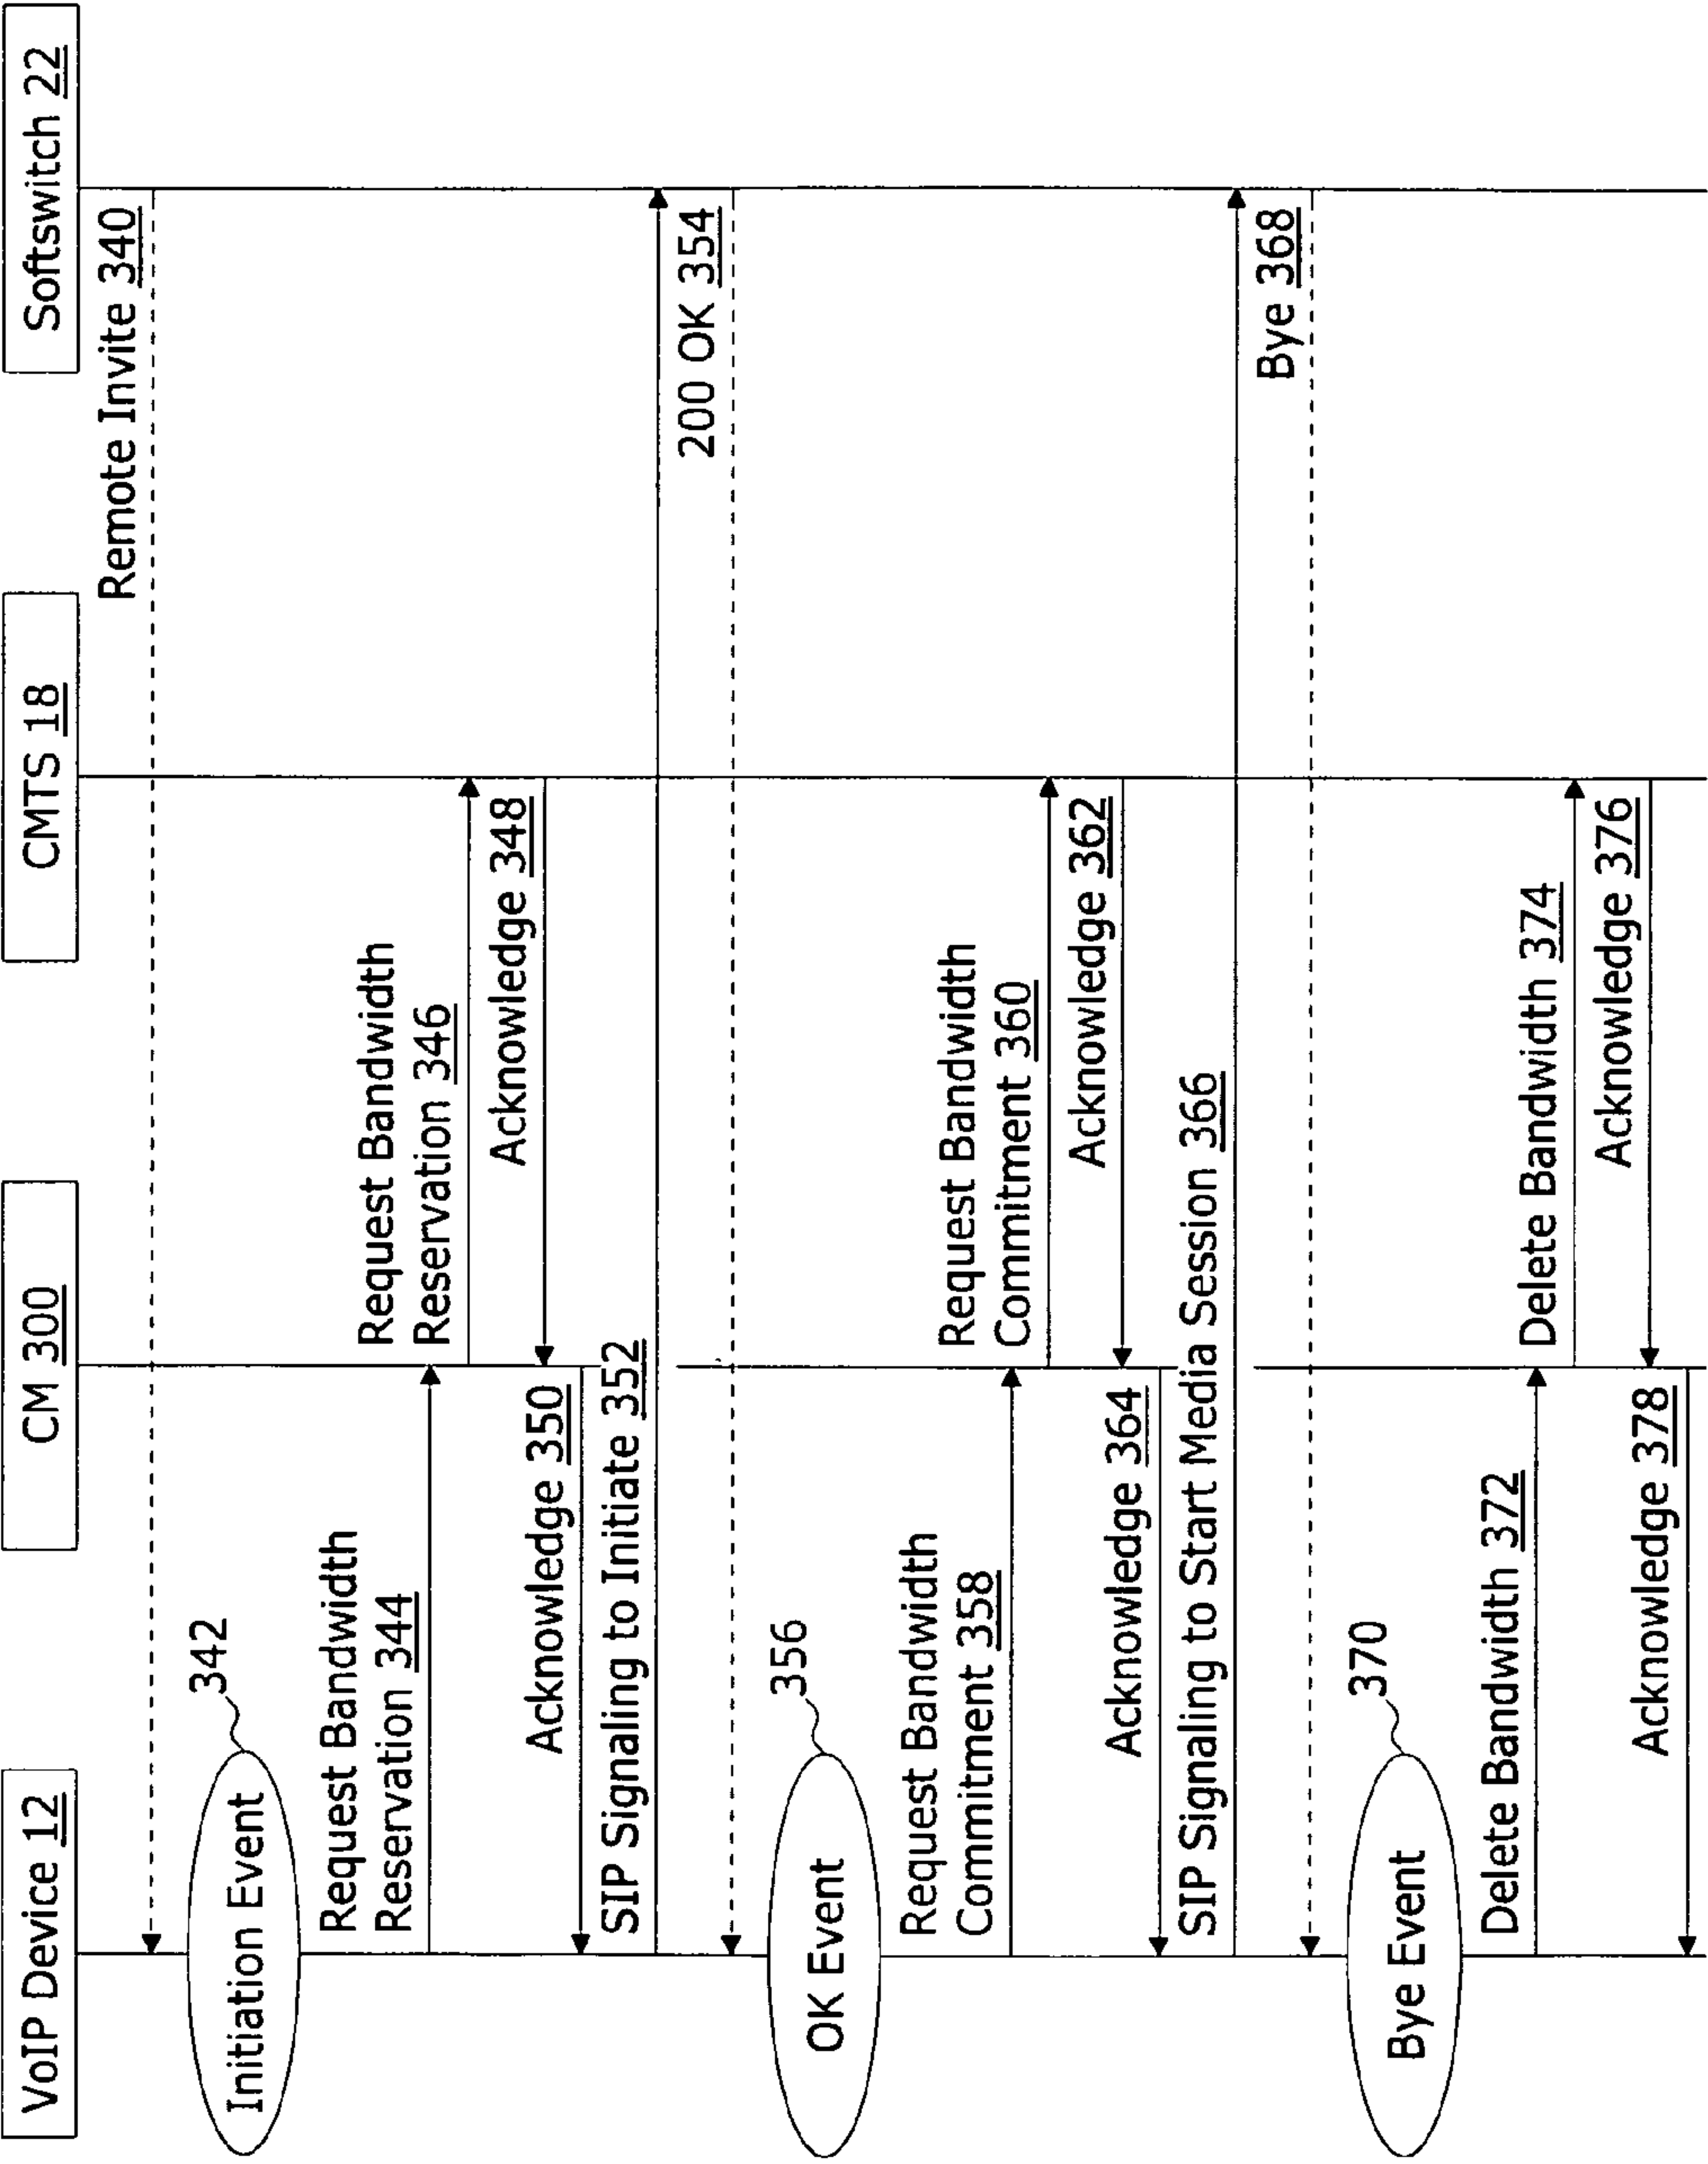 VoIP Device 12
CM 300
CMTS 18
Softswitch 22
Remote Invite 340
Initiation Event
342
Request Bandwidth
Reservation 344
Request Bandwidth
Reservation 346
Acknowledge 348
Acknowledge 350
SIP Signaling to Initiate 352
200 OK 354
OK Event
356
Request Bandwidth
Commitment 358
Request Bandwidth
Commitment 360
Acknowledge 362
Acknowledge 364
SIP Signaling to Start Media Session 366
Bye 368
Bye Event
370
Delete Bandwidth 372
Delete Bandwidth 374
Acknowledge 376
Acknowledge 378